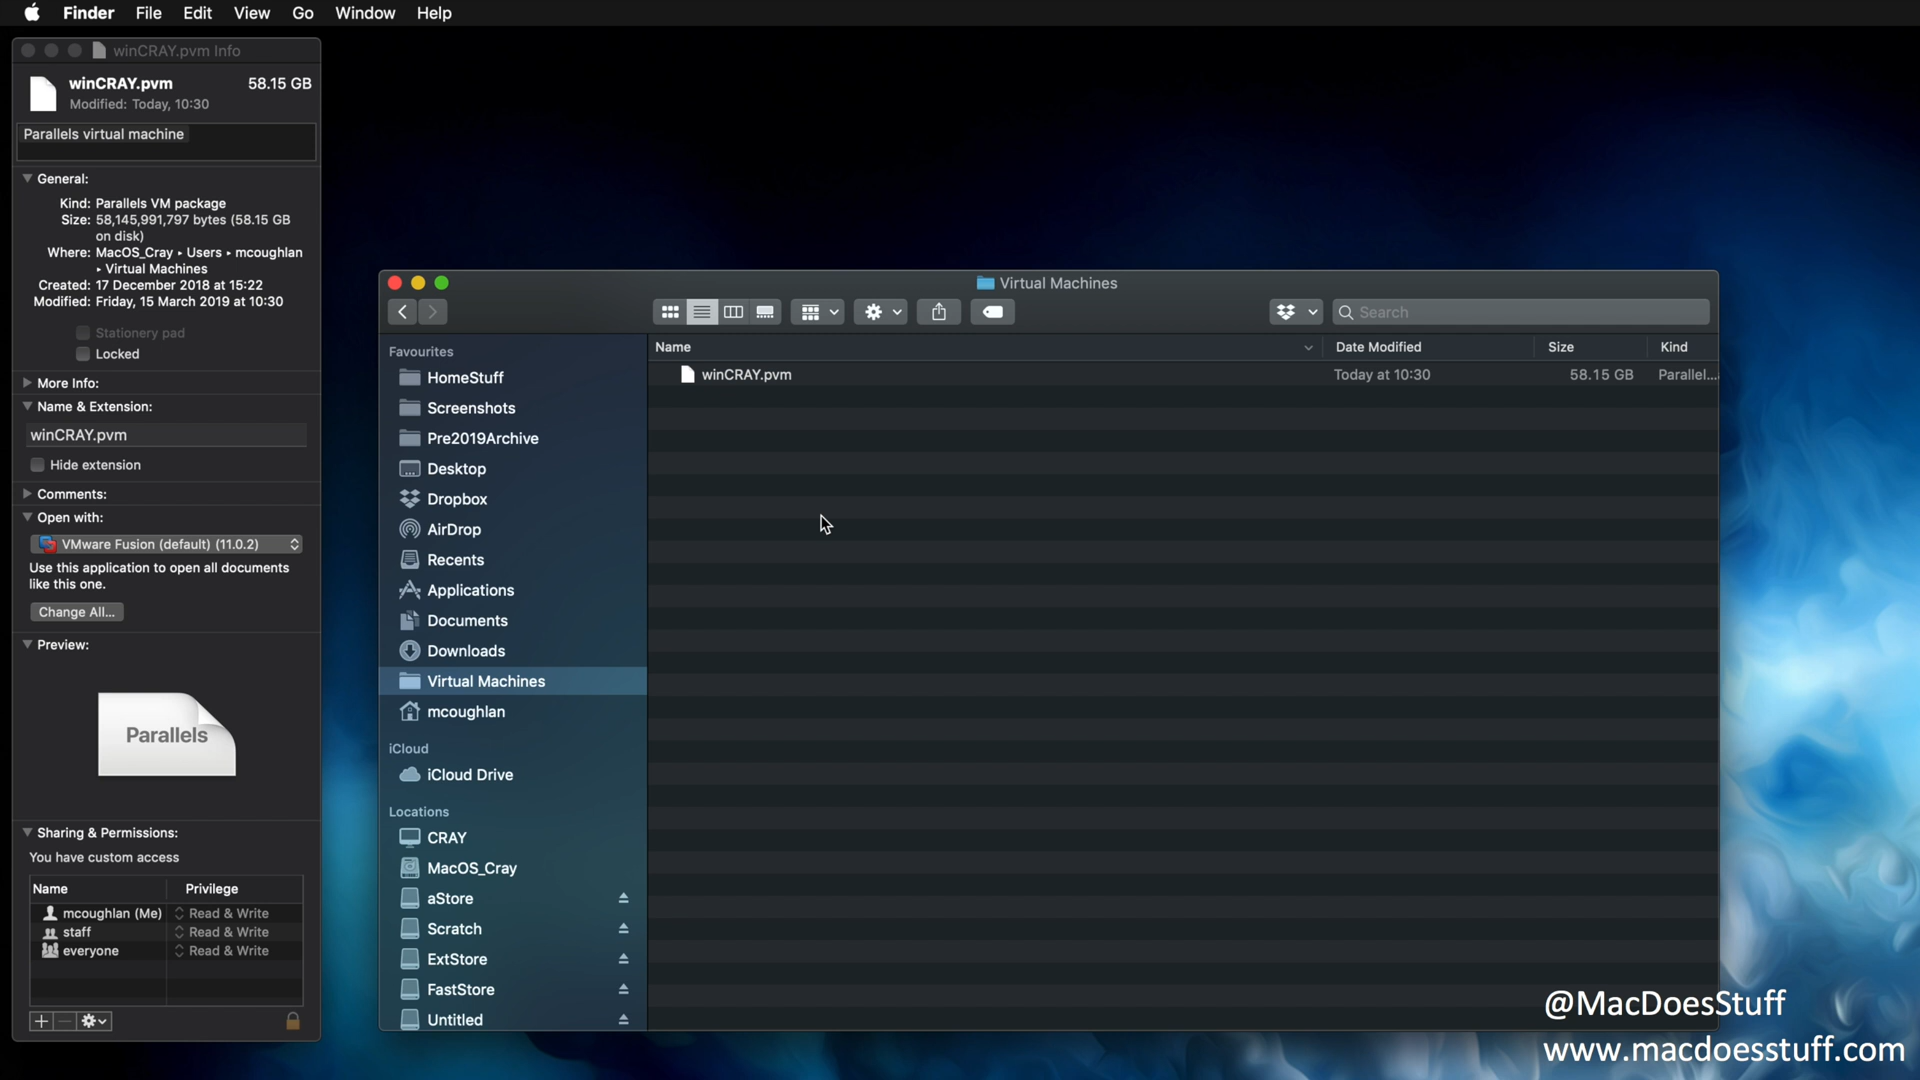 Finder File Edit View Go Window Help
winCRAY.pvm Info
winCRAY.pvm 58.15 GB
Modified: Today, 10:30
Parallels virtual machine
General:
Kind: Parallels VM package
Size: 58,145,991,797 bytes (58.15 GB
on disk)
Where: MacOS_Cray ▸ Users ▸ mcoughlan
▸ Virtual Machines
Created: 17 December 2018 at 15:22
Modified: Friday, 15 March 2019 at 10:30
Stationery pad
Locked
More Info:
Name & Extension:
winCRAY.pvm
Hide extension
Comments:
Open with:
VMware Fusion (default) (11.0.2)
Use this application to open all documents
like this one.
Change All...
Preview:
Parallels
Sharing & Permissions:
You have custom access
Name Privilege
mcoughlan (Me) Read & Write
staff Read & Write
everyone Read & Write
Virtual Machines
Search
Favourites
HomeStuff
Screenshots
Pre2019Archive
Desktop
Dropbox
AirDrop
Recents
Applications
Documents
Downloads
Virtual Machines
mcoughlan
iCloud
iCloud Drive
Locations
CRAY
MacOS_Cray
aStore
Scratch
ExtStore
FastStore
Untitled
Name Date Modified Size Kind
winCRAY.pvm Today at 10:30 58.15 GB Parallel...
@MacDoesStuff
www.macdoesstuff.com